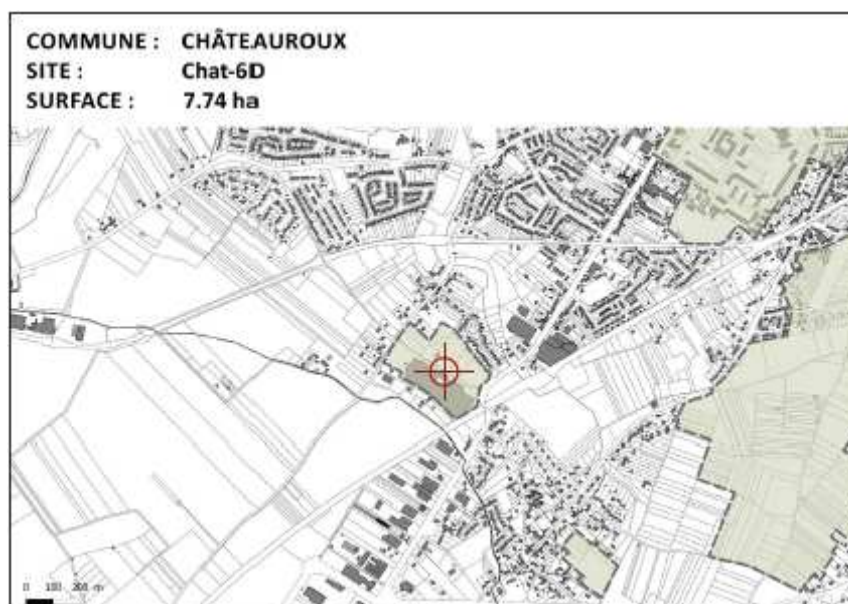 COMMUNE : CHÂTEAUROUX
SITE : Chat-6D
SURFACE : 7.74 ha
0 100 200 m